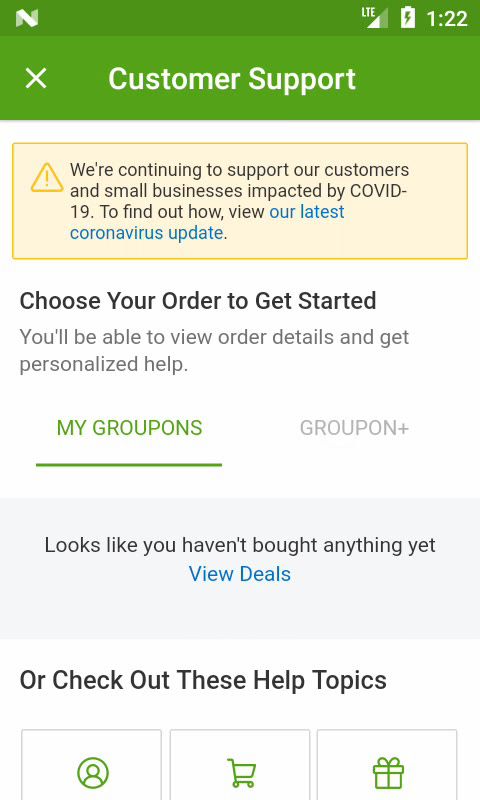 LTE 1:22
Customer Support
We're continuing to support our customers
and small businesses impacted by COVID-
19. To find out how, view our latest
coronavirus update.
Choose Your Order to Get Started
You'll be able to view order details and get
personalized help.
MY GROUPONS GROUPON+
Looks like you haven't bought anything yet
View Deals
Or Check Out These Help Topics